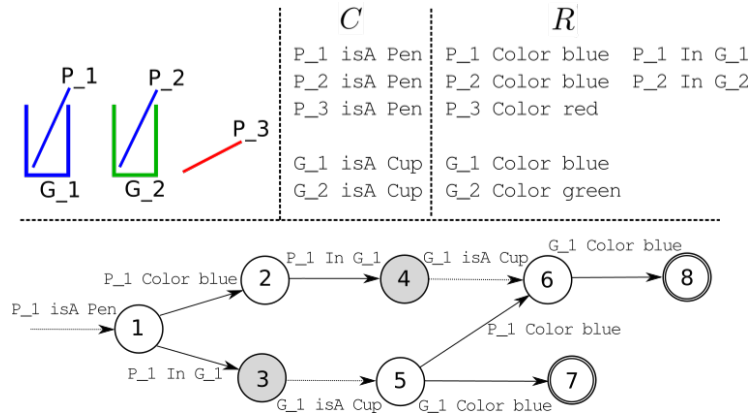 C R
P_1 isA Pen P_1 Color blue P_1 In G_1
P_2 isA Pen P_2 Color blue P_2 In G_2
P_3 isA Pen P_3 Color red
G_1 isA Cup G_1 Color blue
G_2 isA Cup G_2 Color green
P_1 P_2 P_3
G_1 G_2
P_1 isA Pen
1
P_1 Color blue
2
P_1 In G_1
4
G_1 isA Cup
6
G_1 Color blue
8
P_1 In G_1
3
G_1 isA Cup
5
P_1 Color blue
G_1 Color blue
7